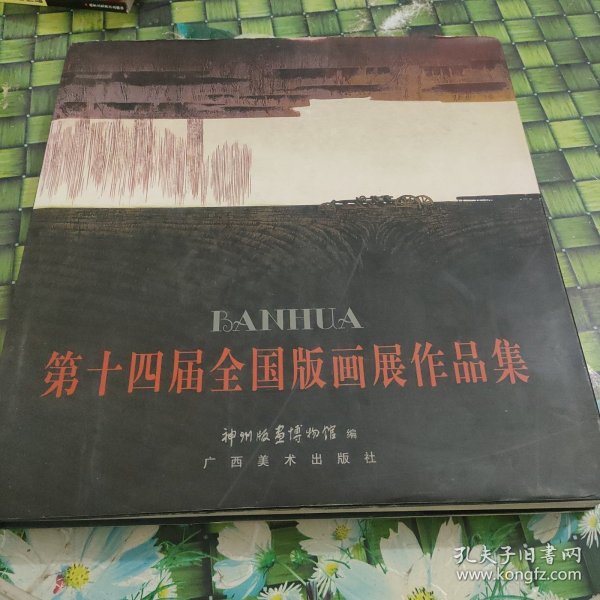 BANHUA
第十四届全国版画展作品集
神州版画博物馆 编
广西美术出版社
孔夫子旧书网
www.kongfz.com